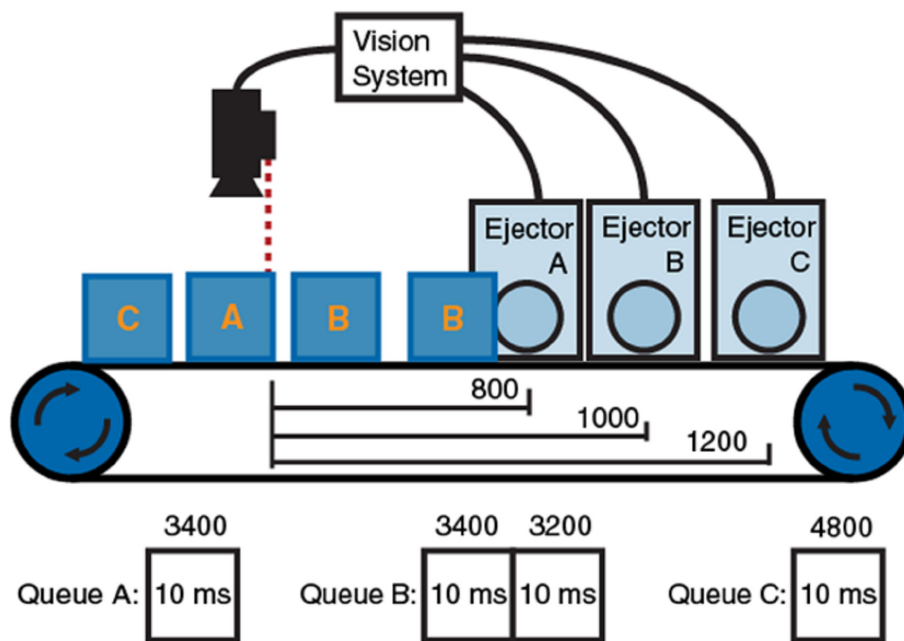 Vision
System
Ejector
A
Ejector
B
Ejector
C
C
A
B
B
800
1000
1200
3400
3400
3200
4800
Queue A:
10 ms
Queue B:
10 ms
10 ms
Queue C:
10 ms